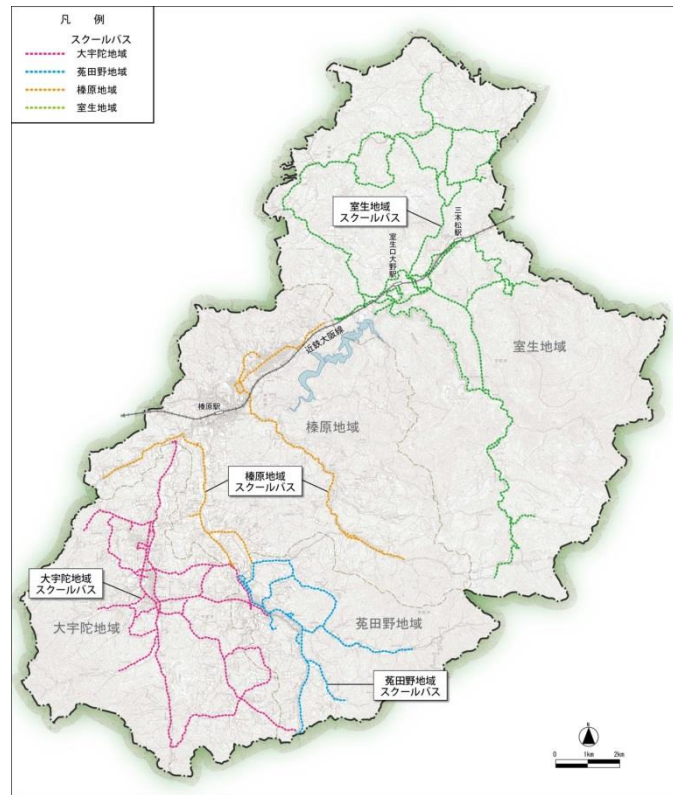 凡 例
スクールバス
大宇陀地域
菟田野地域
榛原地域
室生地域
室生地域
スクールバス
三本松駅
室生口大野駅
近鉄大阪線
室生地域
榛原駅
榛原地域
榛原地域
スクールバス
大宇陀地域
スクールバス
大宇陀地域
菟田野地域
菟田野地域
スクールバス
N
0 1km 2km